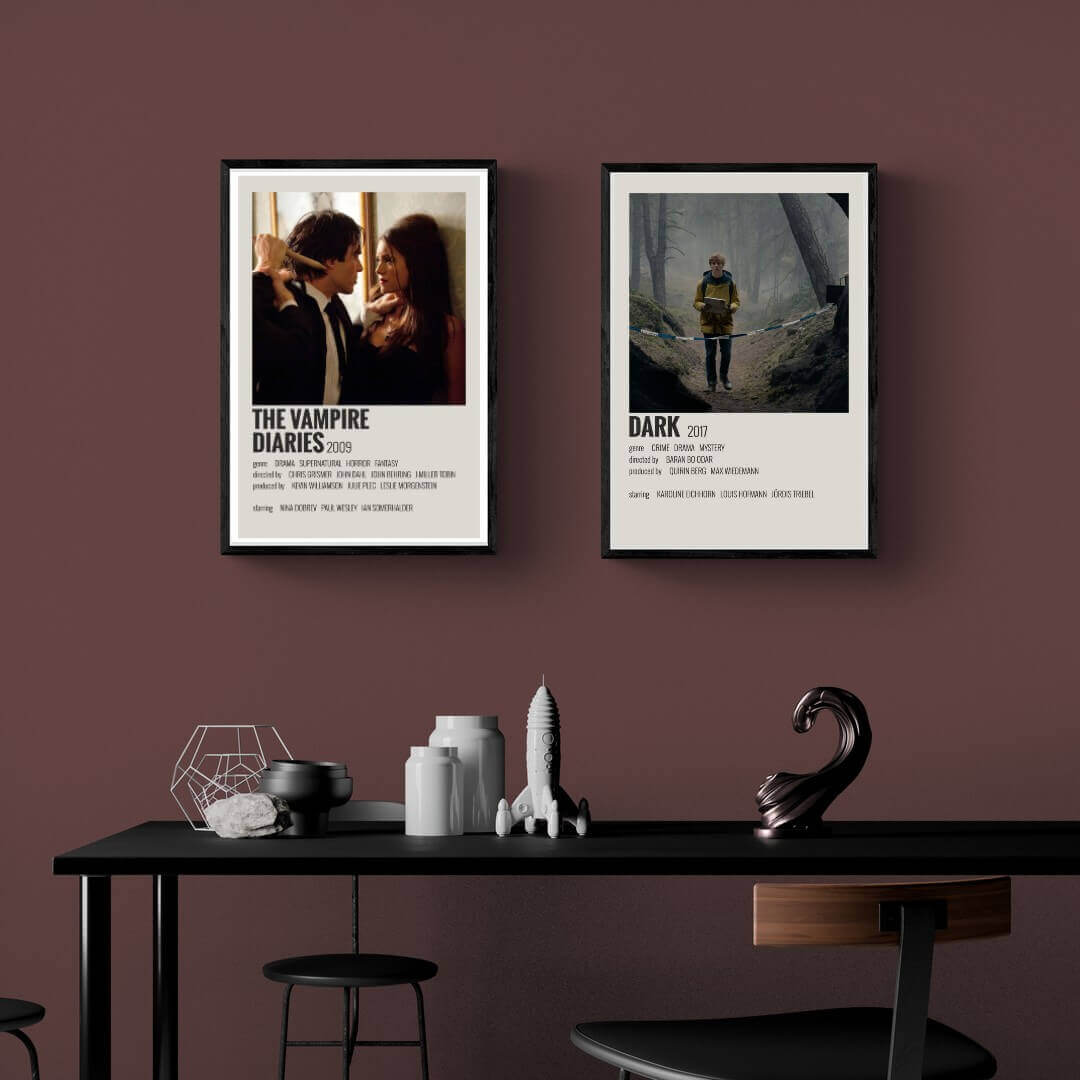 THE VAMPIRE
DIARIES 2009
genre DRAMA SUPERNATURAL HORROR FANTASY
directed by CHRIS GRISMER JOHN DAHL JOHN BEHRING J.MILLER TOBIN
produced by KEVIN WILLIAMSON JULIE PLEC LESLIE MORGENSTEIN
starring NINA DOBREV PAUL WESLEY IAN SOMERHALDER
DARK 2017
genre CRIME DRAMA MYSTERY
directed by BARAN BO ODAR
produced by QUIRIN BERG MAX WIEDEMANN
starring KAROLINE EICHHORN LOUIS HOFMANN JÖRDIS TRIEBEL